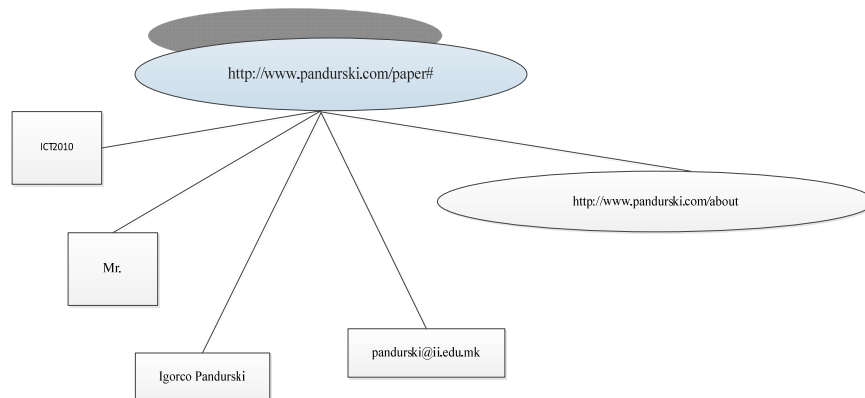 http://www.pandurski.com/paper#
ICT2010
http://www.pandurski.com/about
Mr.
pandurski@ii.edu.mk
Igorco Pandurski